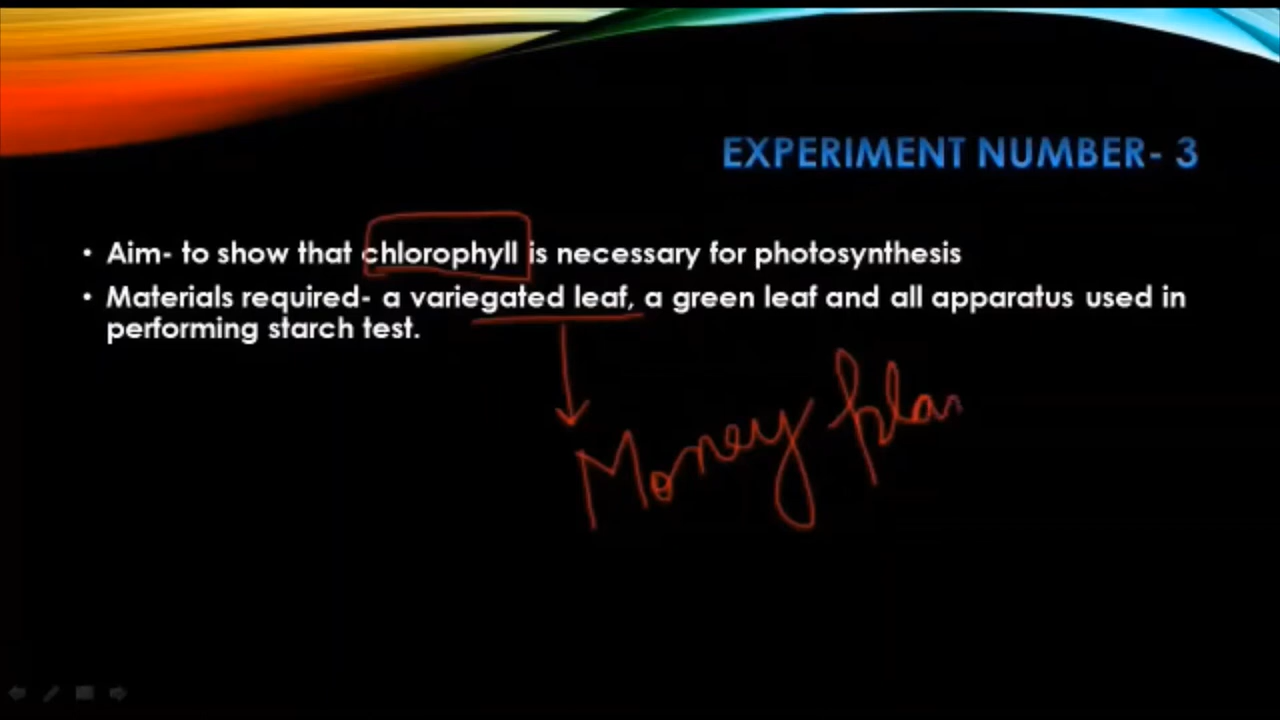 EXPERIMENT NUMBER- 3
• Aim- to show that chlorophyll is necessary for photosynthesis
• Materials required- a variegated leaf, a green leaf and all apparatus used in
performing starch test.
Money plan